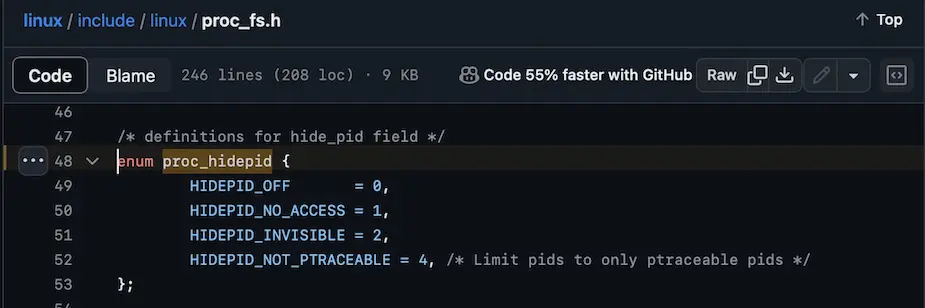 linux / include / linux / proc_fs.h
↑ Top
Code Blame 246 lines (208 loc) · 9 KB Code 55% faster with GitHub Raw
46
47 /* definitions for hide_pid field */
48 enum proc_hidepid {
49 HIDEPID_OFF = 0,
50 HIDEPID_NO_ACCESS = 1,
51 HIDEPID_INVISIBLE = 2,
52 HIDEPID_NOT_PTRACEABLE = 4, /* Limit pids to only ptraceable pids */
53 };